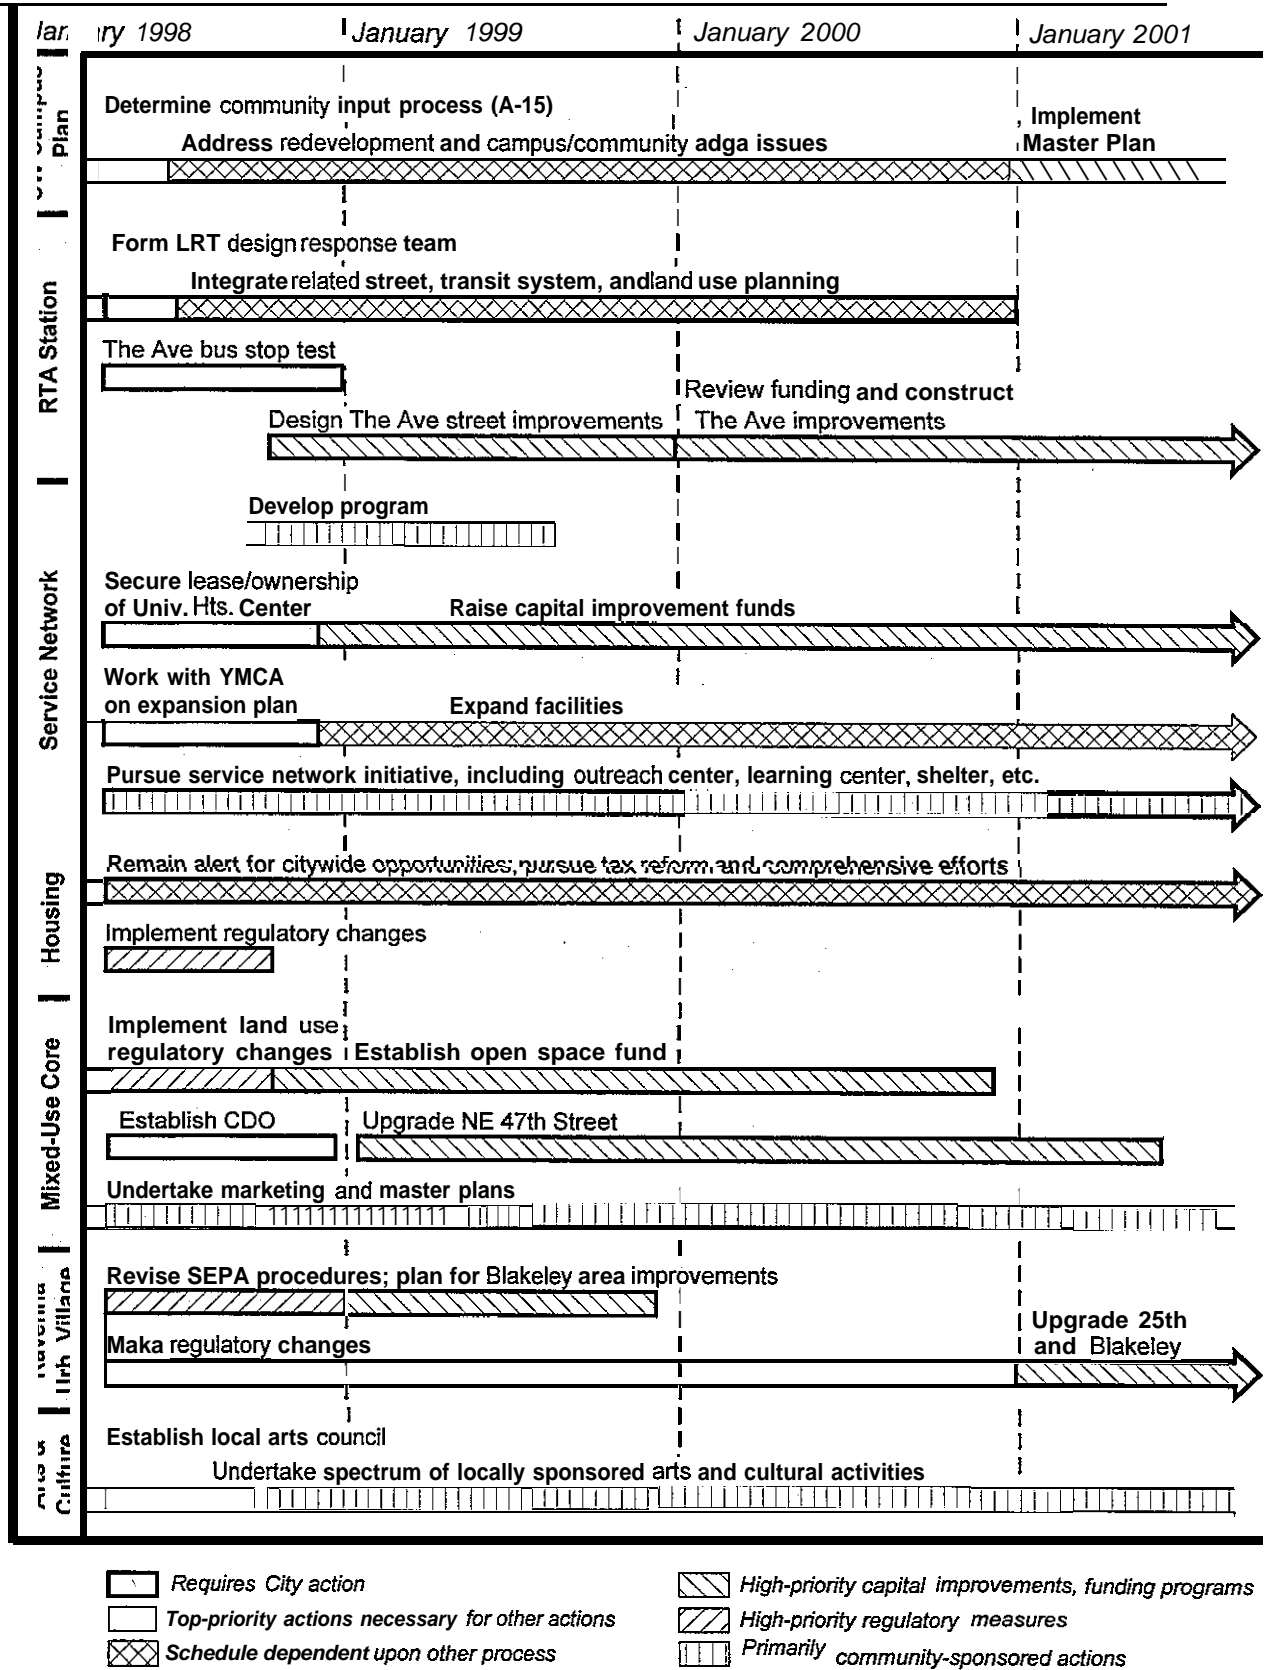 ry 1998
January 1999
January 2000
January 2001
Plan
Determine community input process (A-15)
Implement
Address redevelopment and campus/community adga issues
Master Plan
RTA Station
Form LRT design response team
Integrate related street, transit system, and land use planning
The Ave bus stop test
Review funding and construct
Design The Ave street improvements
The Ave improvements
Service Network
Develop program
Secure lease/ownership
of Univ. Hts. Center
Raise capital improvement funds
Work with YMCA
on expansion plan
Expand facilities
Pursue service network initiative, including outreach center, learning center, shelter, etc.
Housing
Remain alert for citywide opportunities; pursue tax reform and comprehensive efforts
Implement regulatory changes
Mixed-Use Core
Implement land use
regulatory changes
Establish open space fund
Establish CDO
Upgrade NE 47th Street
Undertake marketing and master plans
Village
Revise SEPA procedures; plan for Blakeley area improvements
Upgrade 25th
Maka regulatory changes
and Blakeley
Culture
Establish local arts council
Undertake spectrum of locally sponsored arts and cultural activities
Requires City action
High-priority capital improvements, funding programs
Top-priority actions necessary for other actions
High-priority regulatory measures
Schedule dependent upon other process
Primarily community-sponsored actions